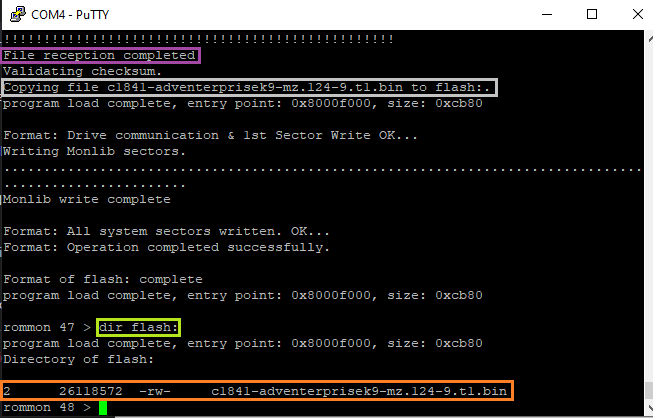 COM4 - PuTTY
!!!!!!!!!!!!!!!!!!!!!!!!!!!!!!!!!!!!!!!!!!!!!!!!!
File reception completed
Validating checksum.
Copying file c1841-adventerprisek9-mz.124-9.t1.bin to flash:.
program load complete, entry point: 0x8000f000, size: 0xcb80
Format: Drive communication & 1st Sector Write OK...
Writing Monlib sectors.
................................................................................
.......................
Monlib write complete
Format: All system sectors written. OK...
Format: Operation completed successfully.
Format of flash: complete
program load complete, entry point: 0x8000f000, size: 0xcb80
rommon 47 > dir flash:
program load complete, entry point: 0x8000f000, size: 0xcb80
Directory of flash:
2      26118572  -rw-     c1841-adventerprisek9-mz.124-9.t1.bin
rommon 48 >